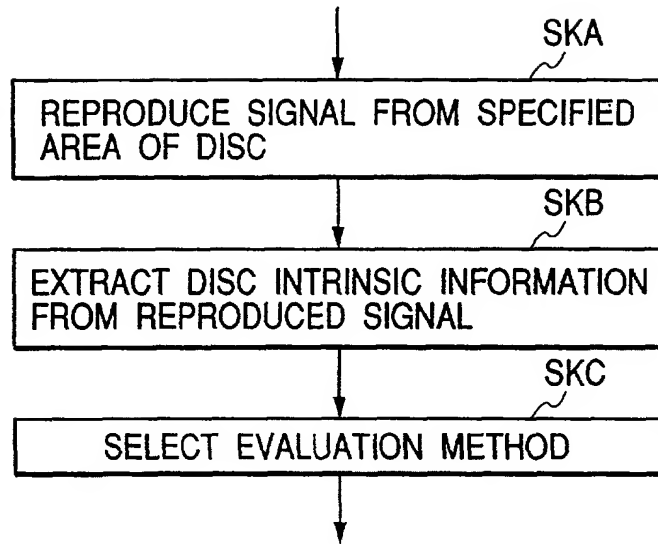 SKA
REPRODUCE SIGNAL FROM SPECIFIED
AREA OF DISC
SKB
EXTRACT DISC INTRINSIC INFORMATION
FROM REPRODUCED SIGNAL
SKC
SELECT EVALUATION METHOD